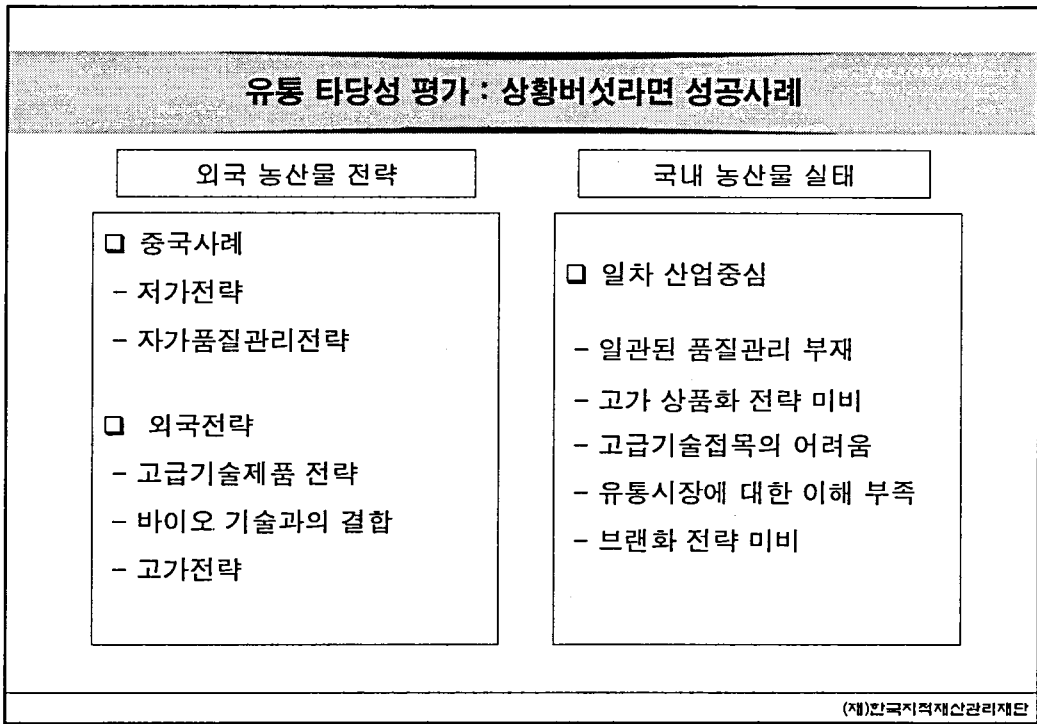 유통 타당성 평가 : 상황버섯라면 성공사례
외국 농산물 전략
❑ 중국사례
– 저가전략
– 자가품질관리전략
❑ 외국전략
– 고급기술제품 전략
– 바이오 기술과의 결합
– 고가전략
국내 농산물 실태
❑ 일차 산업중심
– 일관된 품질관리 부재
– 고가 상품화 전략 미비
– 고급기술접목의 어려움
– 유통시장에 대한 이해 부족
– 브랜화 전략 미비
(재)한국지적재산관리재단